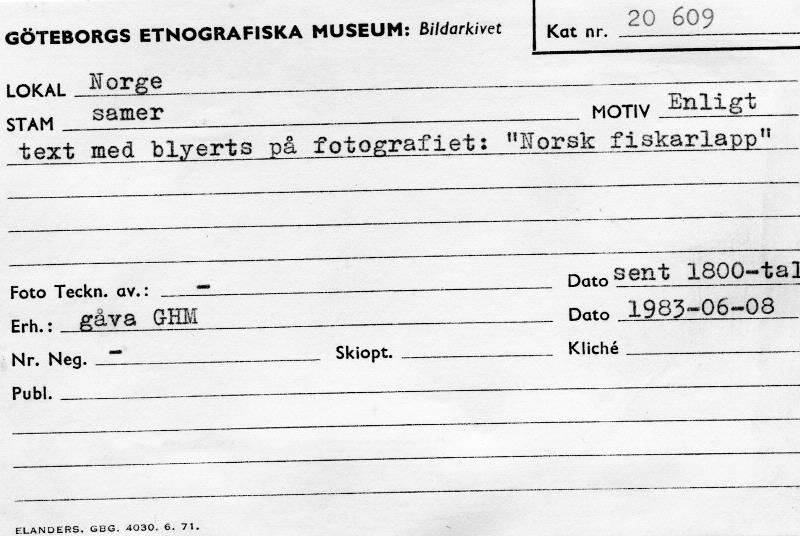 GÖTEBORGS ETNOGRAFISKA MUSEUM: Bildarkivet Kat nr. 20 609
LOKAL Norge
STAM samer MOTIV Enligt
text med blyerts på fotografiet: "Norsk fiskarlapp"
Foto Teckn. av.: - Dato sent 1800-tal
Erh.: gåva GHM Dato 1983-06-08
Nr. Neg. - Skiopt. Kliché
Publ.
ELANDERS, GBG. 4030. 6. 71.